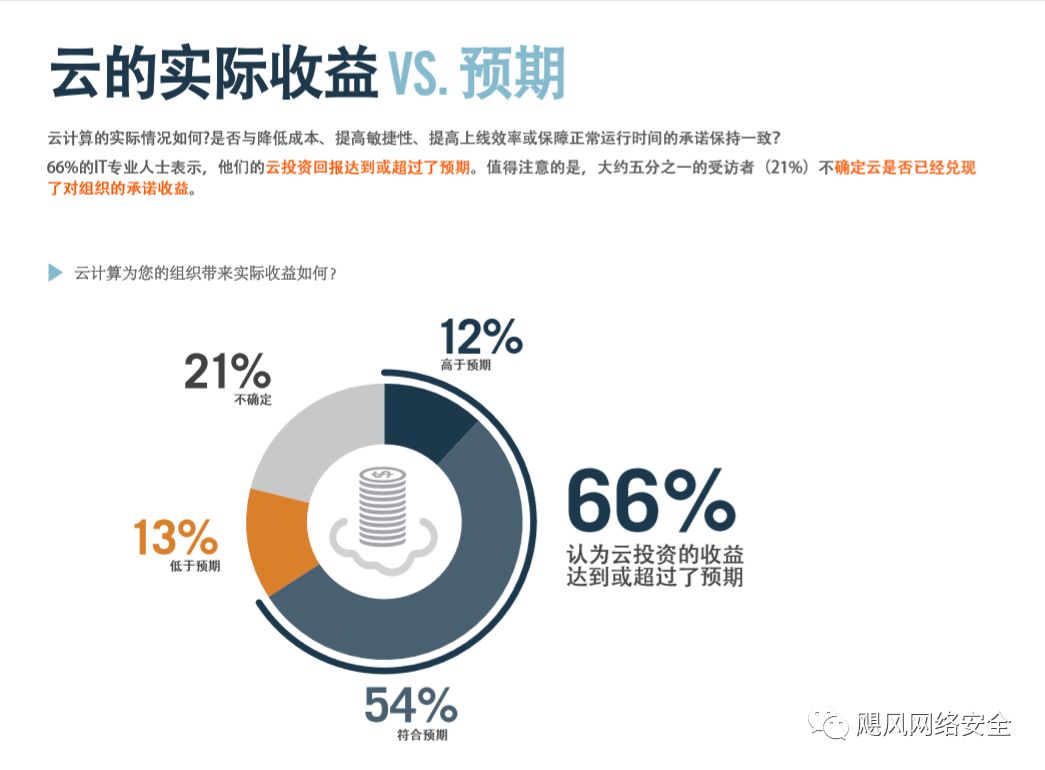 云的实际收益 VS. 预期
云计算的实际情况如何?是否与降低成本、提高敏捷性、提高上线效率或保障正常运行时间的承诺保持一致?
66%的IT专业人士表示，他们的云投资回报达到或超过了预期。值得注意的是，大约五分之一的受访者（21%）不确定云是否已经兑现
了对组织的承诺收益。
云计算为您的组织带来实际收益如何?
12%
高于预期
21%
不确定
$
66%
认为云投资的收益
达到或超过了预期
13%
低于预期
54%
符合预期
飓风网络安全